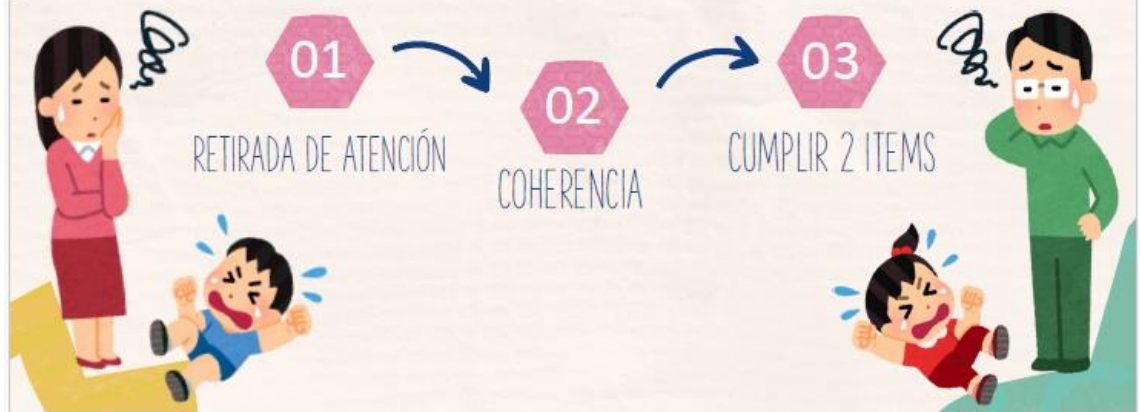 01
RETIRADA DE ATENCIÓN
02
COHERENCIA
03
CUMPLIR 2 ITEMS